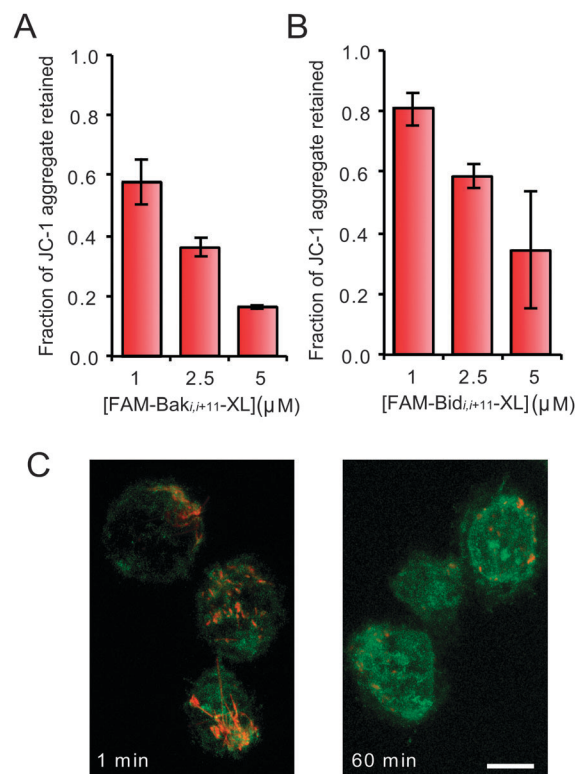 A
Fraction of JC-1 aggregate retained
1.0
0.8
0.6
0.4
0.2
0.0
1 2.5 5
[FAM-Baki,i+11-XL](μM)
B
Fraction of JC-1 aggregate retained
1.0
0.8
0.6
0.4
0.2
0.0
1 2.5 5
[FAM-Bidi,i+11-XL](μM)
C
1 min
60 min